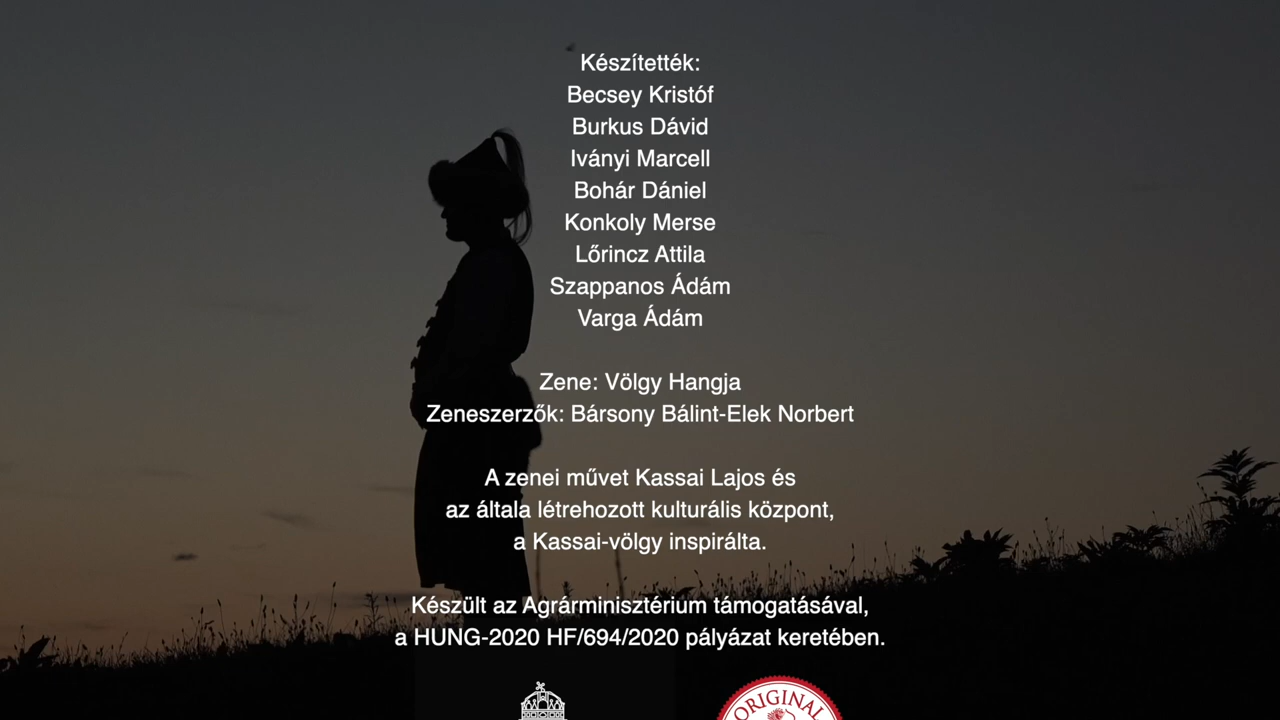 Készítették:
Becsey Kristóf
Burkus Dávid
Iványi Marcell
Bohár Dániel
Konkoly Merse
Lőrincz Attila
Szappanos Ádám
Varga Ádám
Zene: Völgy Hangja
Zeneszerzők: Bársony Bálint-Elek Norbert
A zenei művet Kassai Lajos és
az általa létrehozott kulturális központ,
a Kassai-völgy inspirálta.
Készült az Agrárminisztérium támogatásával,
a HUNG-2020 HF/694/2020 pályázat keretében.
ORIGINAL